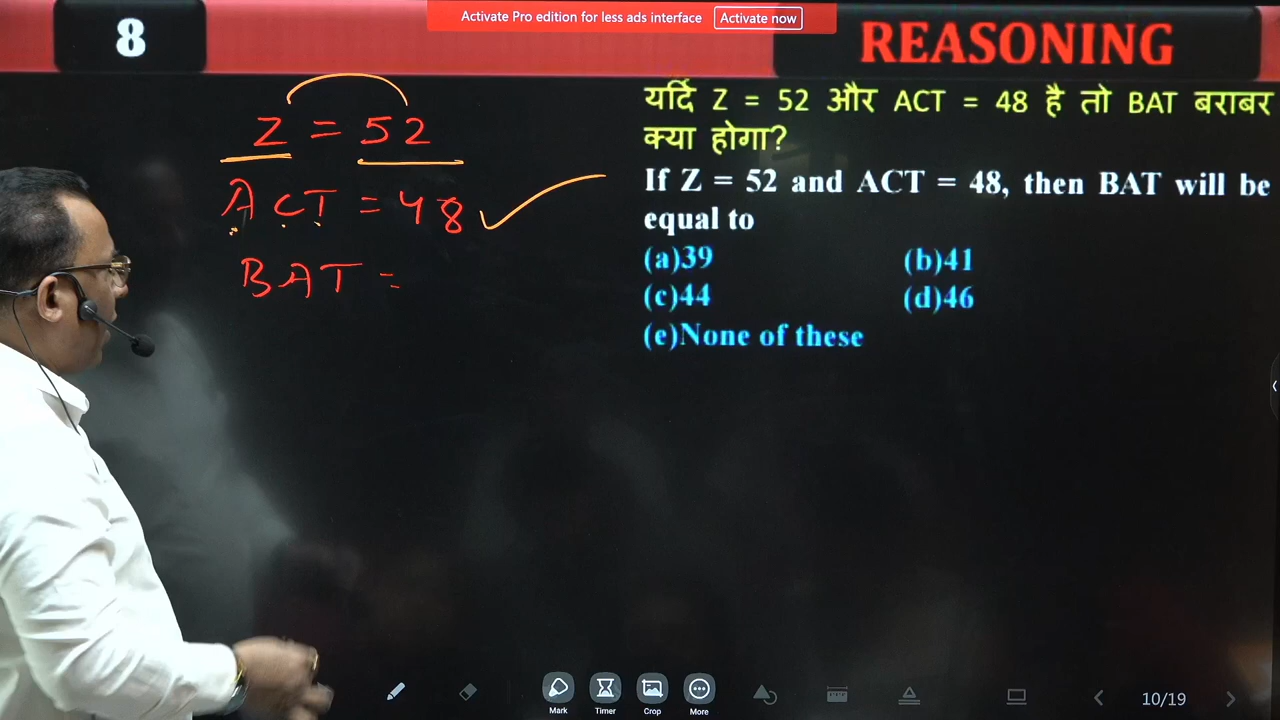 Activate Pro edition for less ads interface Activate now
8
REASONING
Z = 52
ACT = 48
BAT =
यदि Z = 52 और ACT = 48 है तो BAT बराबर
क्या होगा?
If Z = 52 and ACT = 48, then BAT will be
equal to
(a)39 (b)41
(c)44 (d)46
(e)None of these
Mark Timer Crop More
10/19